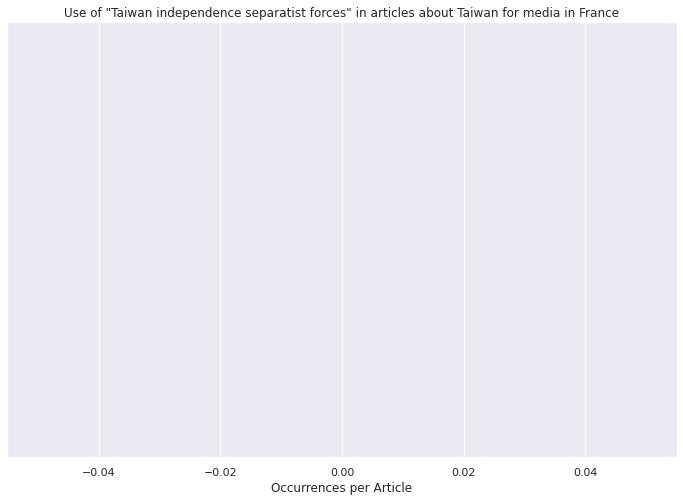 Use of "Taiwan independence separatist forces" in articles about Taiwan for media in France
−0.04 −0.02 0.00 0.02 0.04
Occurrences per Article